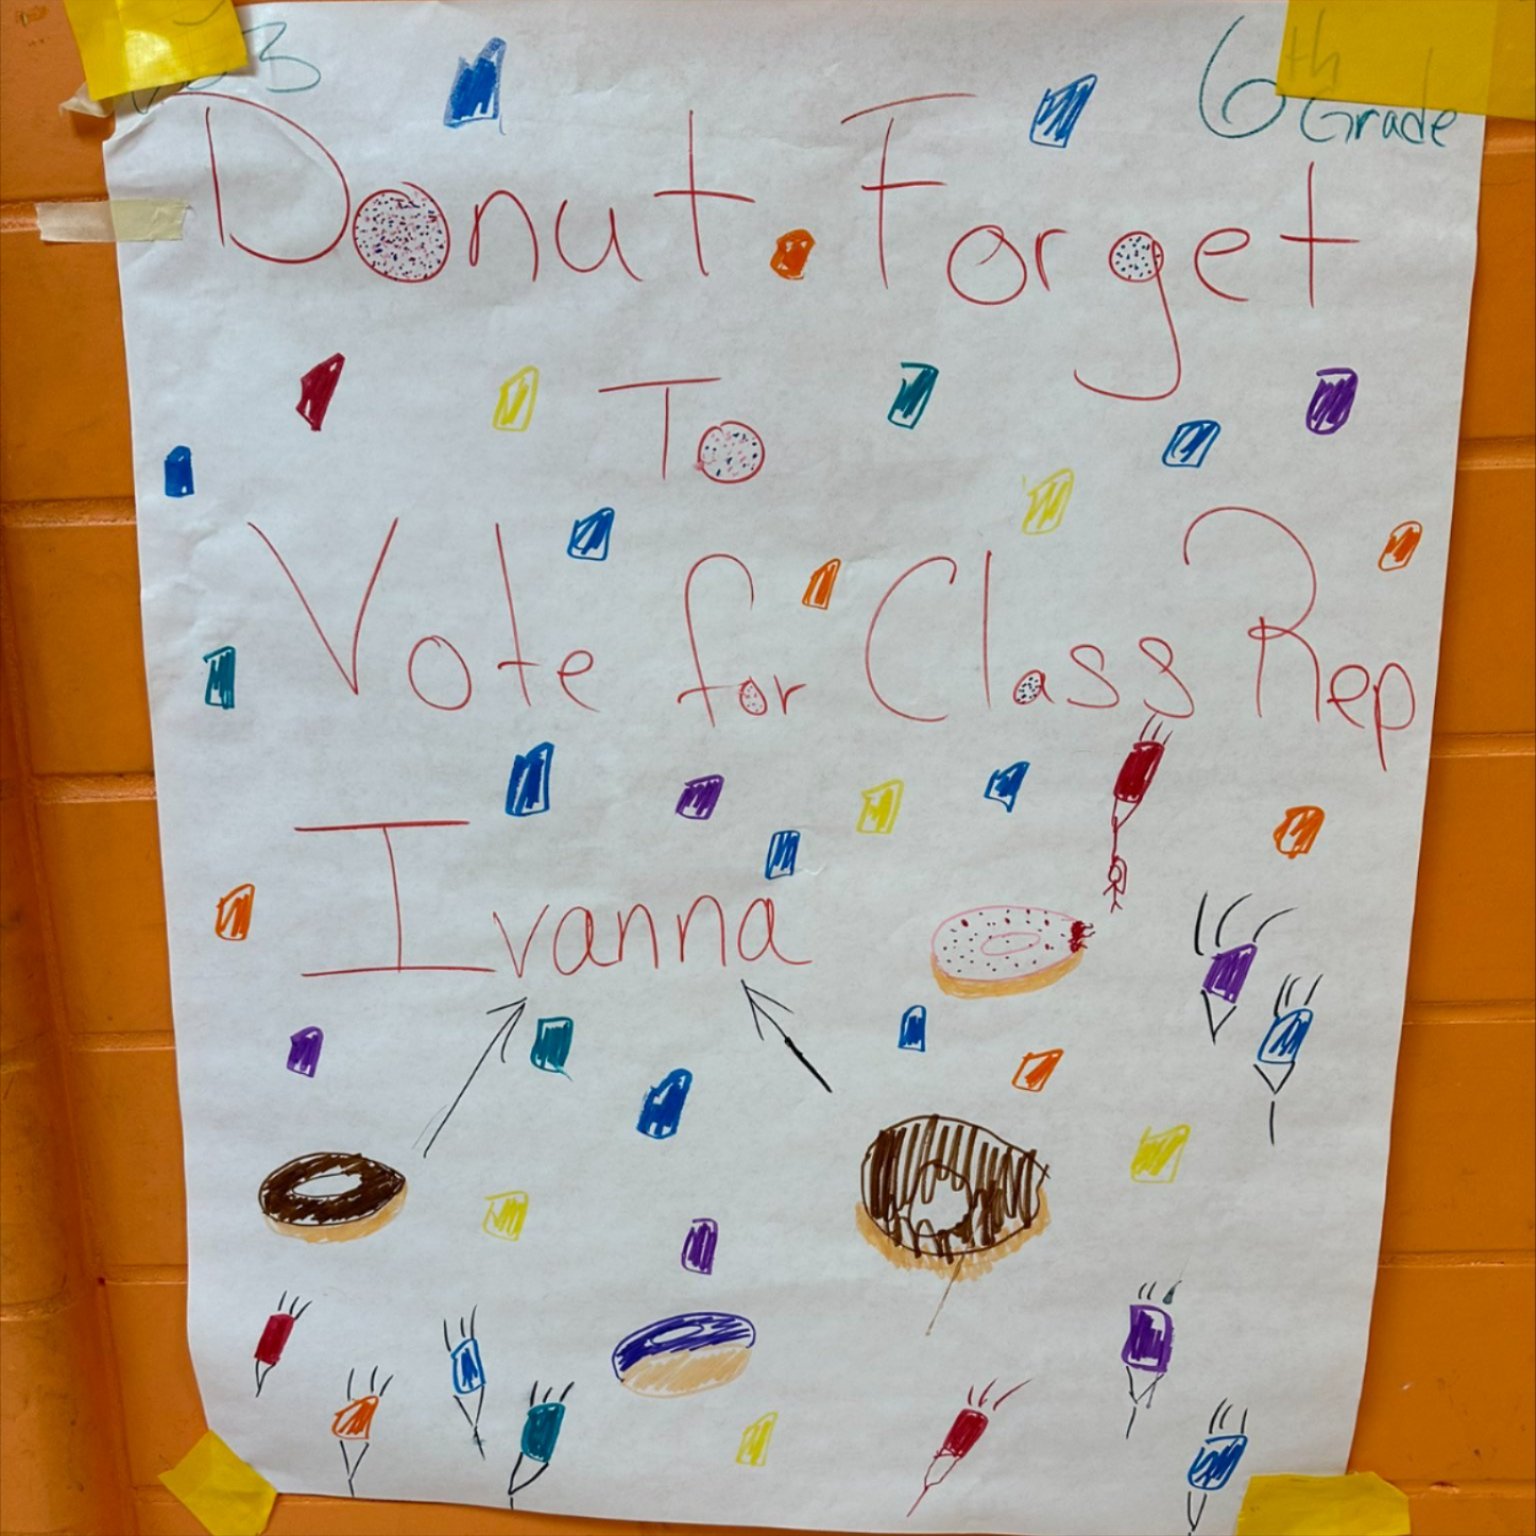 6th Grade
Donut Forget
To
Vote for Class Rep
Ivanna